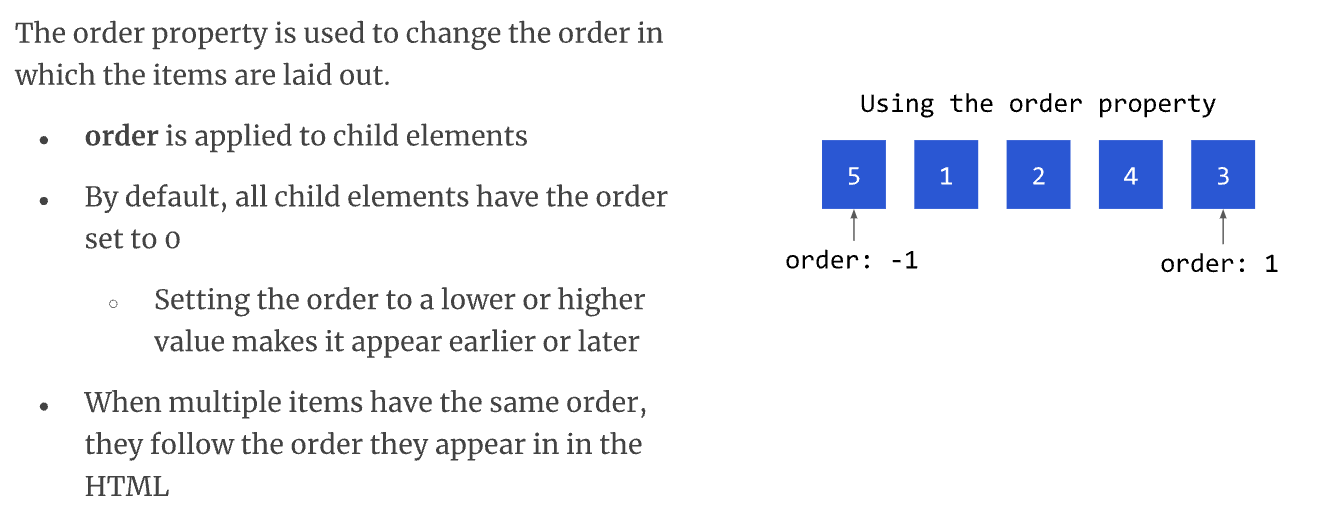 The order property is used to change the order in
which the items are laid out.
• order is applied to child elements
• By default, all child elements have the order
set to 0
○ Setting the order to a lower or higher
value makes it appear earlier or later
• When multiple items have the same order,
they follow the order they appear in in the
HTML
Using the order property
5 1 2 4 3
order: -1 order: 1